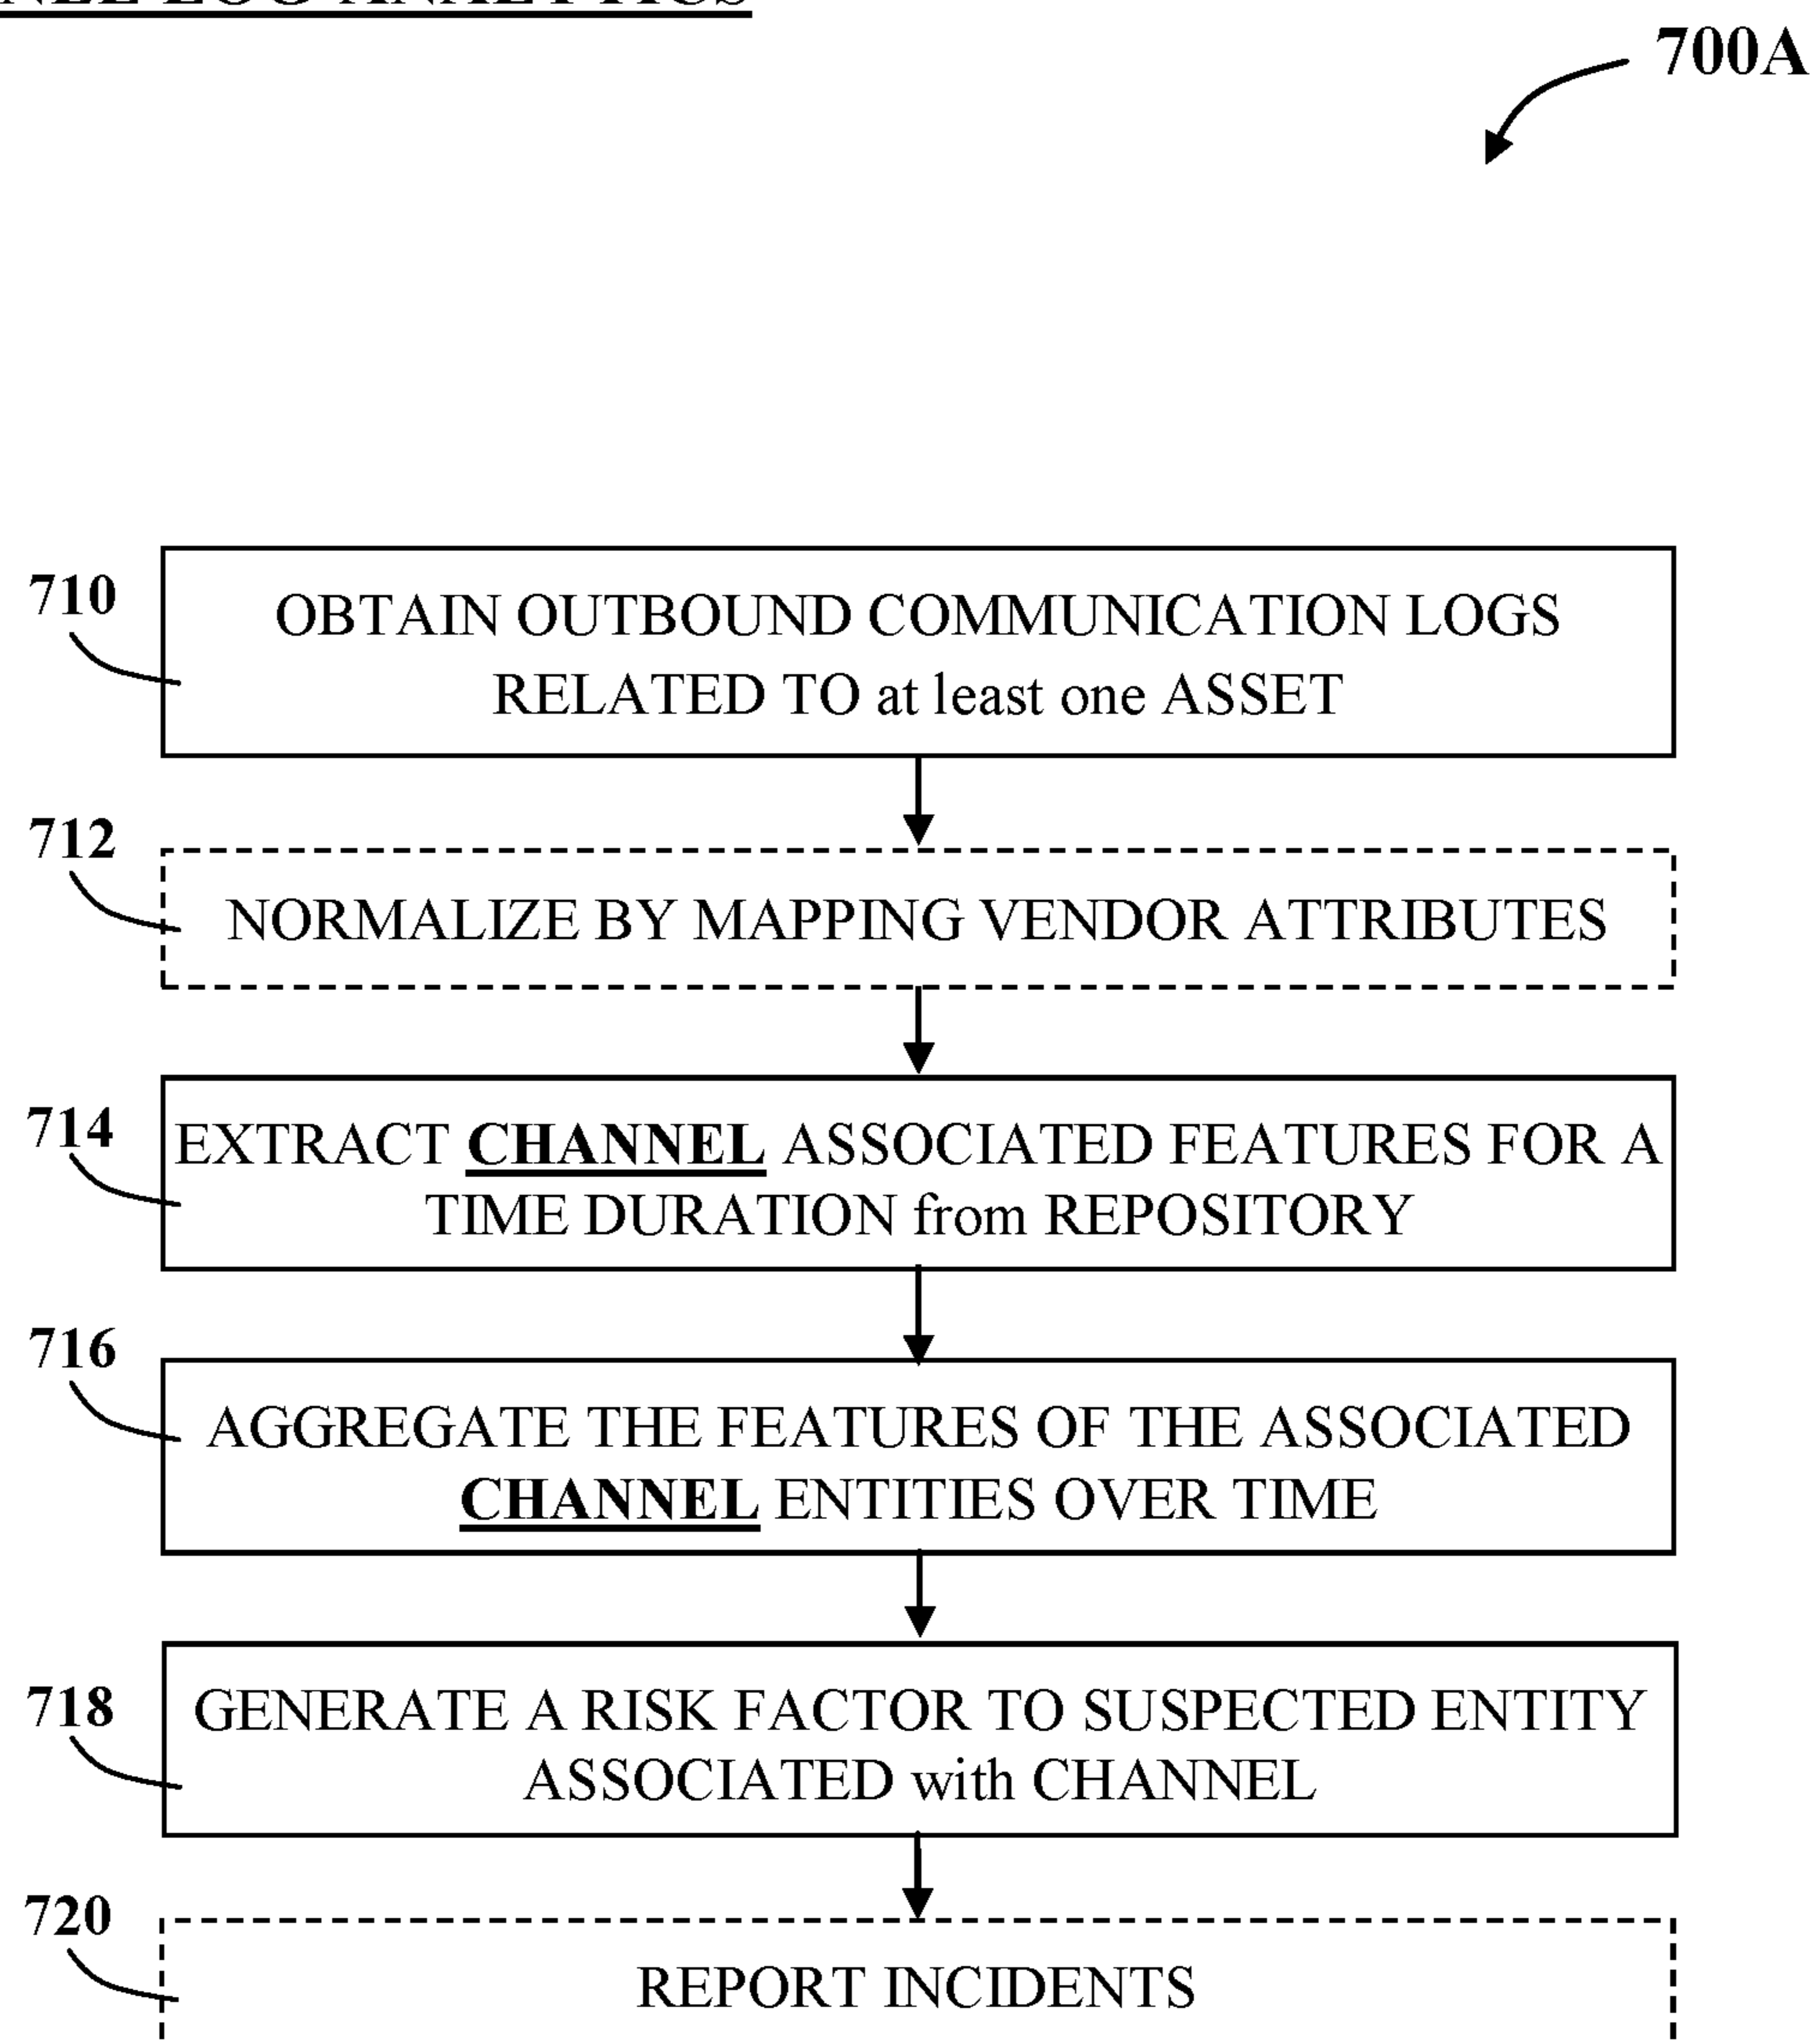 700A
710
OBTAIN OUTBOUND COMMUNICATION LOGS
RELATED TO at least one ASSET
712
NORMALIZE BY MAPPING VENDOR ATTRIBUTES
714
EXTRACT CHANNEL ASSOCIATED FEATURES FOR A
TIME DURATION from REPOSITORY
716
AGGREGATE THE FEATURES OF THE ASSOCIATED
CHANNEL ENTITIES OVER TIME
718
GENERATE A RISK FACTOR TO SUSPECTED ENTITY
ASSOCIATED with CHANNEL
720
REPORT INCIDENTS